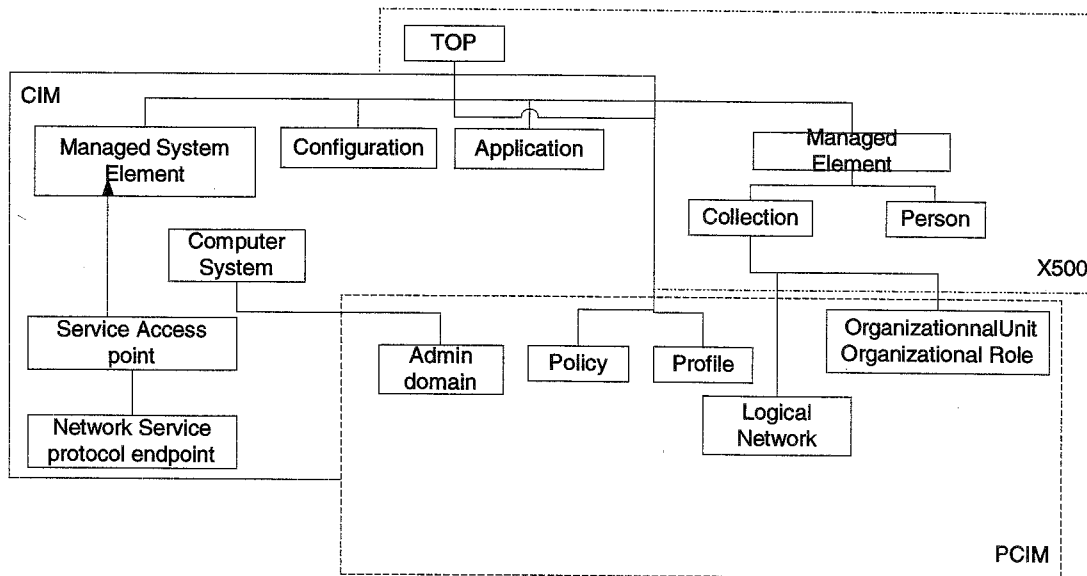 TOP
CIM
Managed System
Element
Configuration
Application
Managed
Element
Collection
Person
Computer
System
X500
Service Access
point
Admin
domain
Policy
Profile
OrganizationnalUnit
Organizational Role
Logical
Network
Network Service
protocol endpoint
PCIM